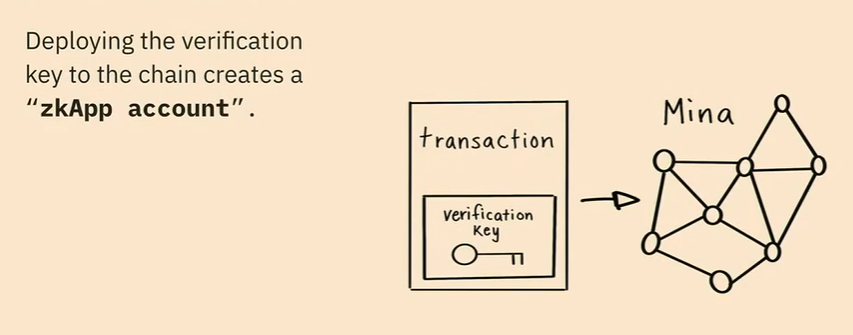 Deploying the verification
key to the chain creates a
“zkApp account”.
transaction
verification
key
Mina